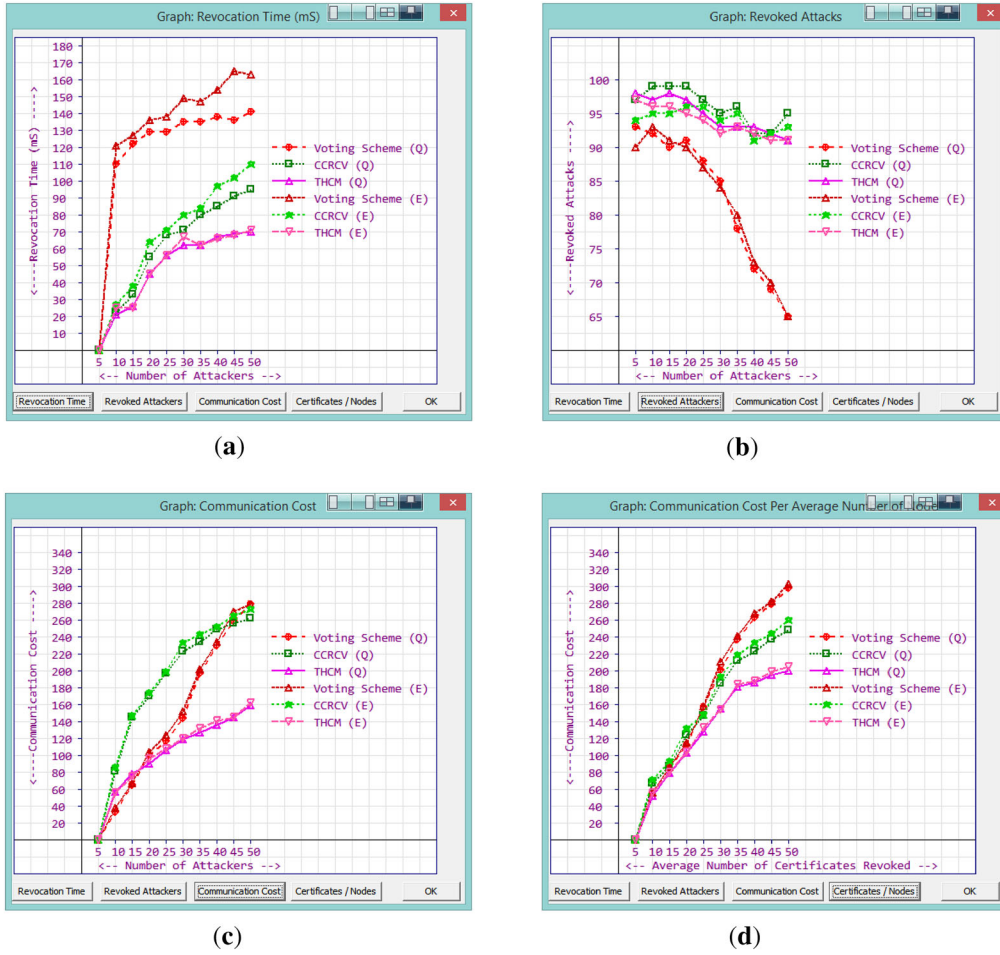 Graph: Revocation Time (mS)
180
170
160
150
140
130
120
110
100
90
80
70
60
50
40
30
20
10
<----Revocation Time (mS) ---->
Voting Scheme (Q)
CCRCV (Q)
THCM (Q)
Voting Scheme (E)
CCRCV (E)
THCM (E)
5 10 15 20 25 30 35 40 45 50
<-- Number of Attackers -->
Revocation Time Revoked Attackers Communication Cost Certificates / Nodes OK
(a)
Graph: Revoked Attacks
100
95
90
85
80
75
70
65
<----Revoked Attacks---->
Voting Scheme (Q)
CCRCV (Q)
THCM (Q)
Voting Scheme (E)
CCRCV (E)
THCM (E)
5 10 15 20 25 30 35 40 45 50
<-- Number of Attackers -->
Revocation Time Revoked Attackers Communication Cost Certificates / Nodes OK
(b)
Graph: Communication Cost
340
320
300
280
260
240
220
200
180
160
140
120
100
80
60
40
20
<----Communication Cost ---->
Voting Scheme (Q)
CCRCV (Q)
THCM (Q)
Voting Scheme (E)
CCRCV (E)
THCM (E)
5 10 15 20 25 30 35 40 45 50
<-- Number of Attackers -->
Revocation Time Revoked Attackers Communication Cost Certificates / Nodes OK
(c)
Graph: Communication Cost Per Average Number of
340
320
300
280
260
240
220
200
180
160
140
120
100
80
60
40
20
<----Communication Cost ---->
Voting Scheme (Q)
CCRCV (Q)
THCM (Q)
Voting Scheme (E)
CCRCV (E)
THCM (E)
5 10 15 20 25 30 35 40 45 50
<-- Average Number of Certificates Revoked -->
Revocation Time Revoked Attackers Communication Cost Certificates / Nodes OK
(d)